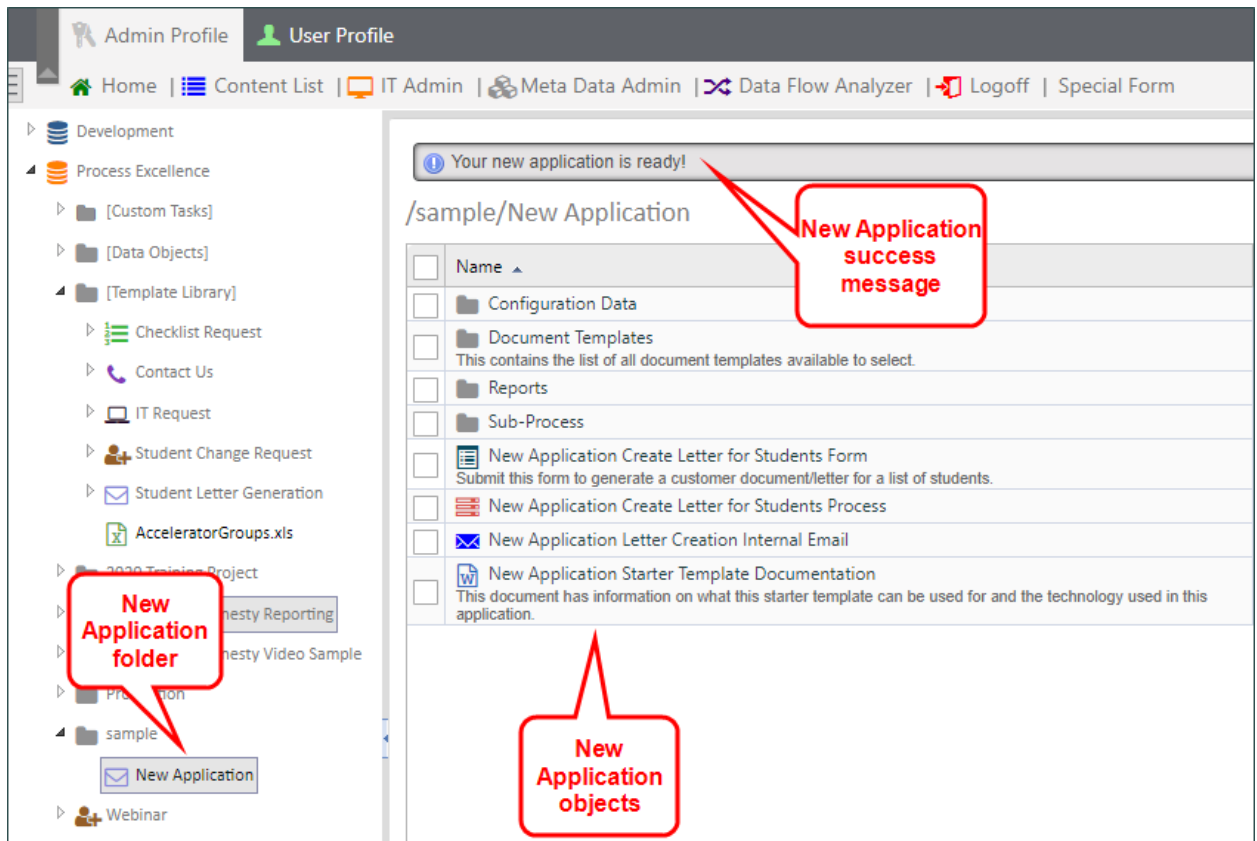 Admin Profile User Profile
Home | Content List | IT Admin | Meta Data Admin | Data Flow Analyzer | Logoff | Special Form
Development
Process Excellence
[Custom Tasks]
[Data Objects]
[Template Library]
Checklist Request
Contact Us
IT Request
Student Change Request
Student Letter Generation
AcceleratorGroups.xls
2020 Training Project
nesty Reporting
nesty Video Sample
sample
New Application
Webinar
New
Application
folder
Your new application is ready!
/sample/New Application
New Application
success
message
Name
Configuration Data
Document Templates
This contains the list of all document templates available to select.
Reports
Sub-Process
New Application Create Letter for Students Form
Submit this form to generate a customer document/letter for a list of students.
New Application Create Letter for Students Process
New Application Letter Creation Internal Email
New Application Starter Template Documentation
This document has information on what this starter template can be used for and the technology used in this
application.
New
Application
objects